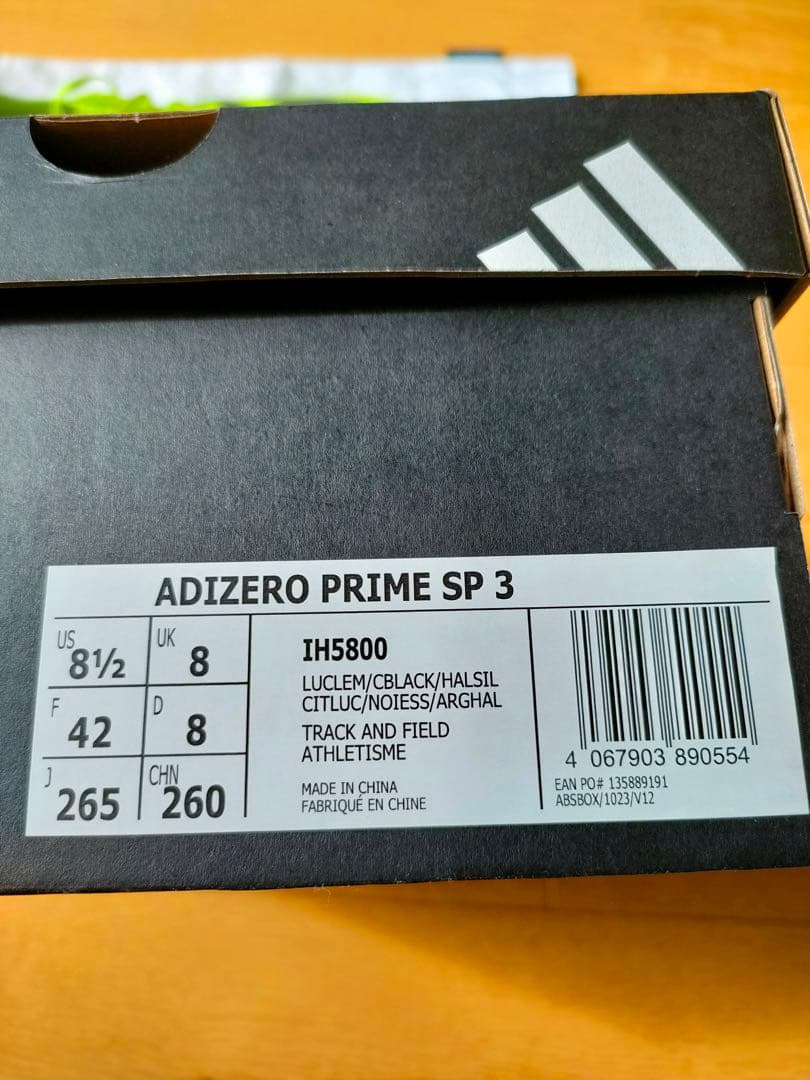 ADIZERO PRIME SP 3
US 8½ UK 8
F 42 D 8
J 265 CHN 260
IH5800
LUCLEM/CBLACK/HALSIL
CITLUC/NOIESS/ARGHAL
TRACK AND FIELD
ATHLETISME
MADE IN CHINA
FABRIQUÉ EN CHINE
4 067903 890554
EAN PO# 135889191
ABSBOX/1023/V12